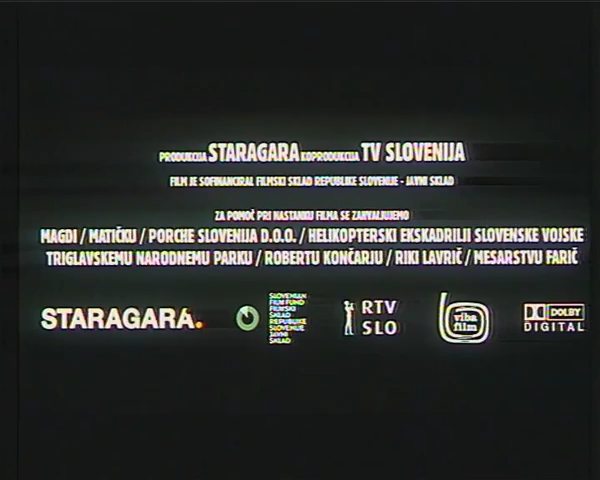 PRODUKCIJA STARAGARA KOPRODUKCIJA TV SLOVENIJA
FILM JE SOFINANCIRAL FILMSKI SKLAD REPUBLIKE SLOVENIJE - JAVNI SKLAD
ZA POMOČ PRI NASTANKU FILMA SE ZAHVALJUJEMO
MAGDI / MATIČKU / PORCHE SLOVENIJA D.O.O. / HELIKOPTERSKI EKSKADRILJI SLOVENSKE VOJSKE
TRIGLAVSKEMU NARODNEMU PARKU / ROBERTU KONČARJU / RIKI LAVRIČ / MESARSTVU FARIČ
STARAGARA.
SLOVENIAN
FILM FUND
FILMSKI
SKLAD
REPUBLIKE
SLOVENIJE
JAVNI
SKLAD
RTV
SLO
viba
film
DOLBY
DIGITAL